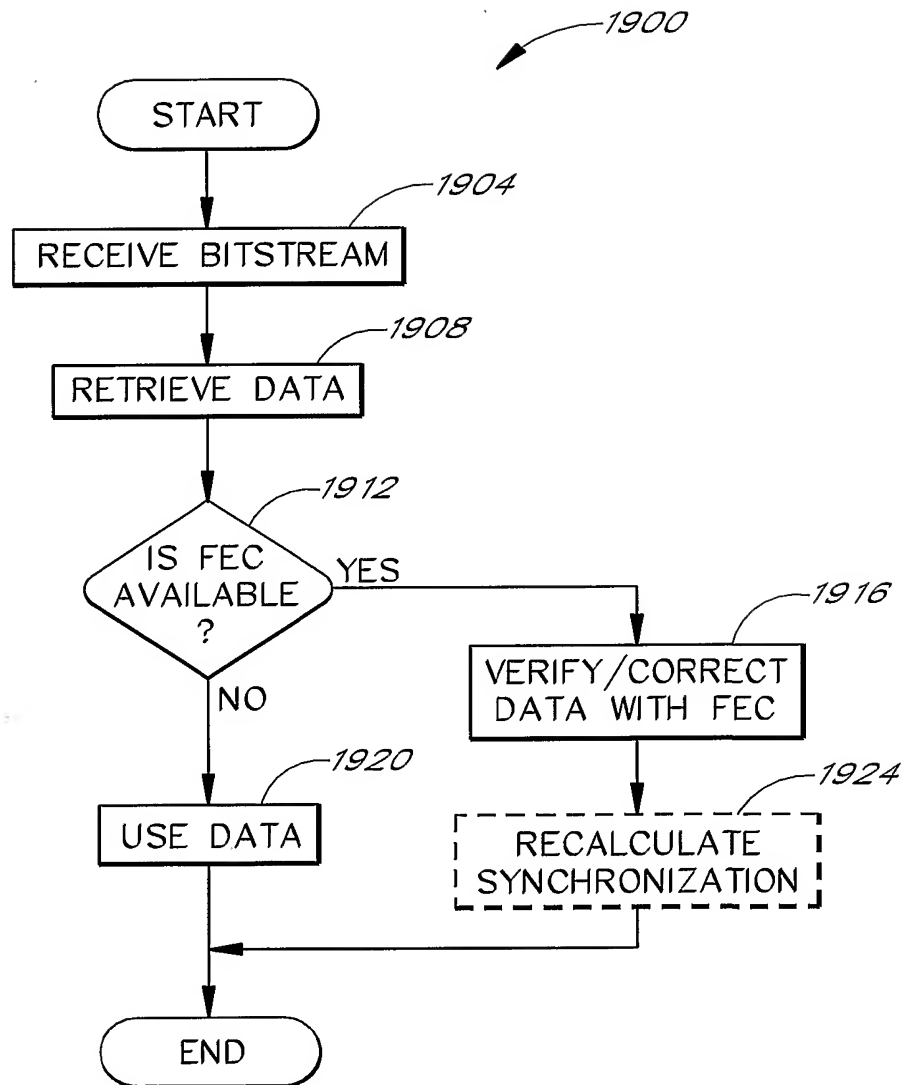 1900
START
1904
RECEIVE BITSTREAM
1908
RETRIEVE DATA
1912
IS FEC
AVAILABLE
?
YES
1916
VERIFY/CORRECT
DATA WITH FEC
NO
1920
USE DATA
1924
RECALCULATE
SYNCHRONIZATION
END